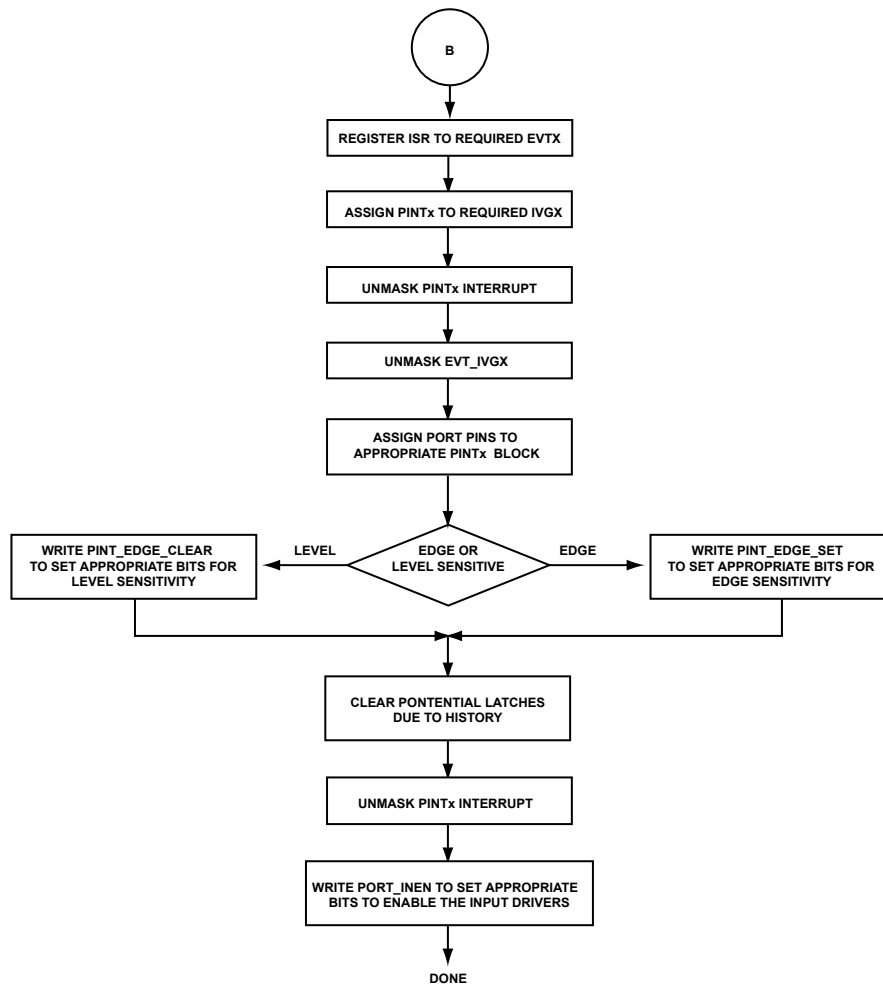 B
REGISTER ISR TO REQUIRED EVTX
ASSIGN PINTx TO REQUIRED IVGX
UNMASK PINTx INTERRUPT
UNMASK EVT_IVGX
ASSIGN PORT PINS TO
APPROPRIATE PINTx BLOCK
WRITE PINT_EDGE_CLEAR
TO SET APPROPRIATE BITS FOR
LEVEL SENSITIVITY
LEVEL
EDGE OR
LEVEL SENSITIVE
EDGE
WRITE PINT_EDGE_SET
TO SET APPROPRIATE BITS FOR
EDGE SENSITIVITY
CLEAR PONTENTIAL LATCHES
DUE TO HISTORY
UNMASK PINTx INTERRUPT
WRITE PORT_INEN TO SET APPROPRIATE
BITS TO ENABLE THE INPUT DRIVERS
DONE